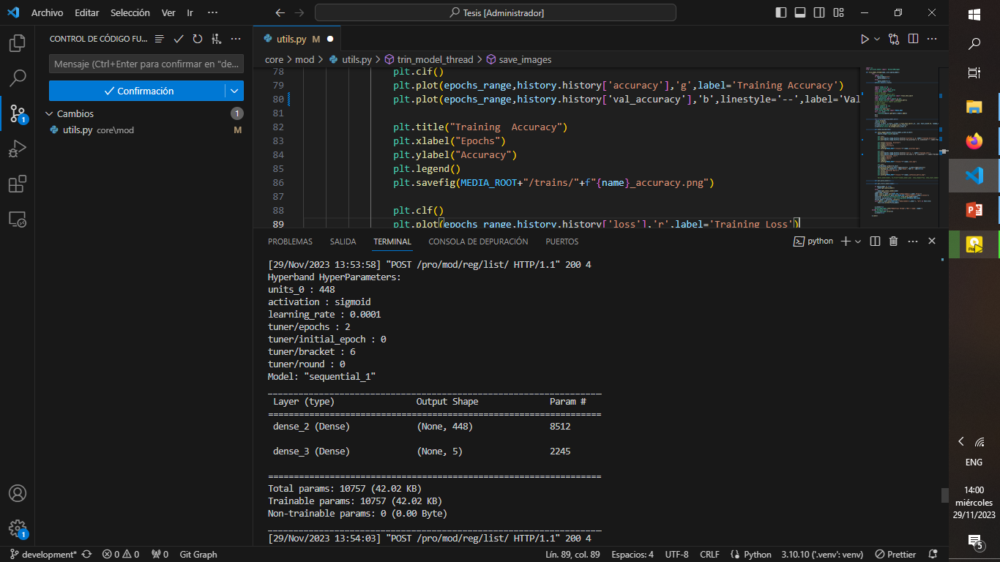 Archivo Editar Selección Ver Ir ···
Tesis [Administrador]
CONTROL DE CÓDIGO FU...
Mensaje (Ctrl+Enter para confirmar en "de...
Confirmación
Cambios 1
utils.py core\mod M
1
1
utils.py M
core > mod > utils.py > trin_model_thread > save_images
78 plt.clf()
79 plt.plot(epochs_range,history.history['accuracy'],'g',label='Training Accuracy')
80 plt.plot(epochs_range,history.history['val_accuracy'],'b',linestyle='--',label='Val
81
82 plt.title("Training  Accuracy")
83 plt.xlabel("Epochs")
84 plt.ylabel("Accuracy")
85 plt.legend()
86 plt.savefig(MEDIA_ROOT+"/trains/"+f"{name}_accuracy.png")
87
88 plt.clf()
89 plt.plot(epochs_range,history.history['loss'],'r',label='Training Loss')
PROBLEMAS SALIDA TERMINAL CONSOLA DE DEPURACIÓN PUERTOS
python
[29/Nov/2023 13:53:58] "POST /pro/mod/reg/list/ HTTP/1.1" 200 4
Hyperband HyperParameters:
units_0 : 448
activation : sigmoid
learning_rate : 0.0001
tuner/epochs : 2
tuner/initial_epoch : 0
tuner/bracket : 6
tuner/round : 0
Model: "sequential_1"
_________________________________________________________________
Layer (type) Output Shape Param #
=================================================================
dense_2 (Dense) (None, 448) 8512
dense_3 (Dense) (None, 5) 2245
=================================================================
Total params: 10757 (42.02 KB)
Trainable params: 10757 (42.02 KB)
Non-trainable params: 0 (0.00 Byte)
_________________________________________________________________
[29/Nov/2023 13:54:03] "POST /pro/mod/reg/list/ HTTP/1.1" 200 4
development* 0 0 0 Git Graph
Lín. 89, col. 89 Espacios: 4 UTF-8 CRLF Python 3.10.10 ('.venv': venv) Prettier
ENG
14:00
miércoles
29/11/2023
5